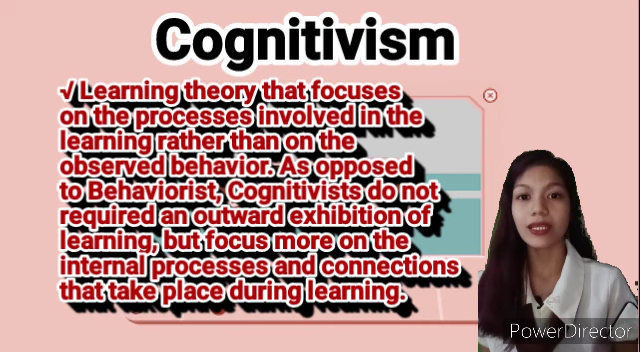 Cognitivism
√ Learning theory that focuses
on the processes involved in the
learning rather than on the
observed behavior. As opposed
to Behaviorist, Cognitivists do not
required an outward exhibition of
learning, but focus more on the
internal processes and connections
that take place during learning.
PowerDirector